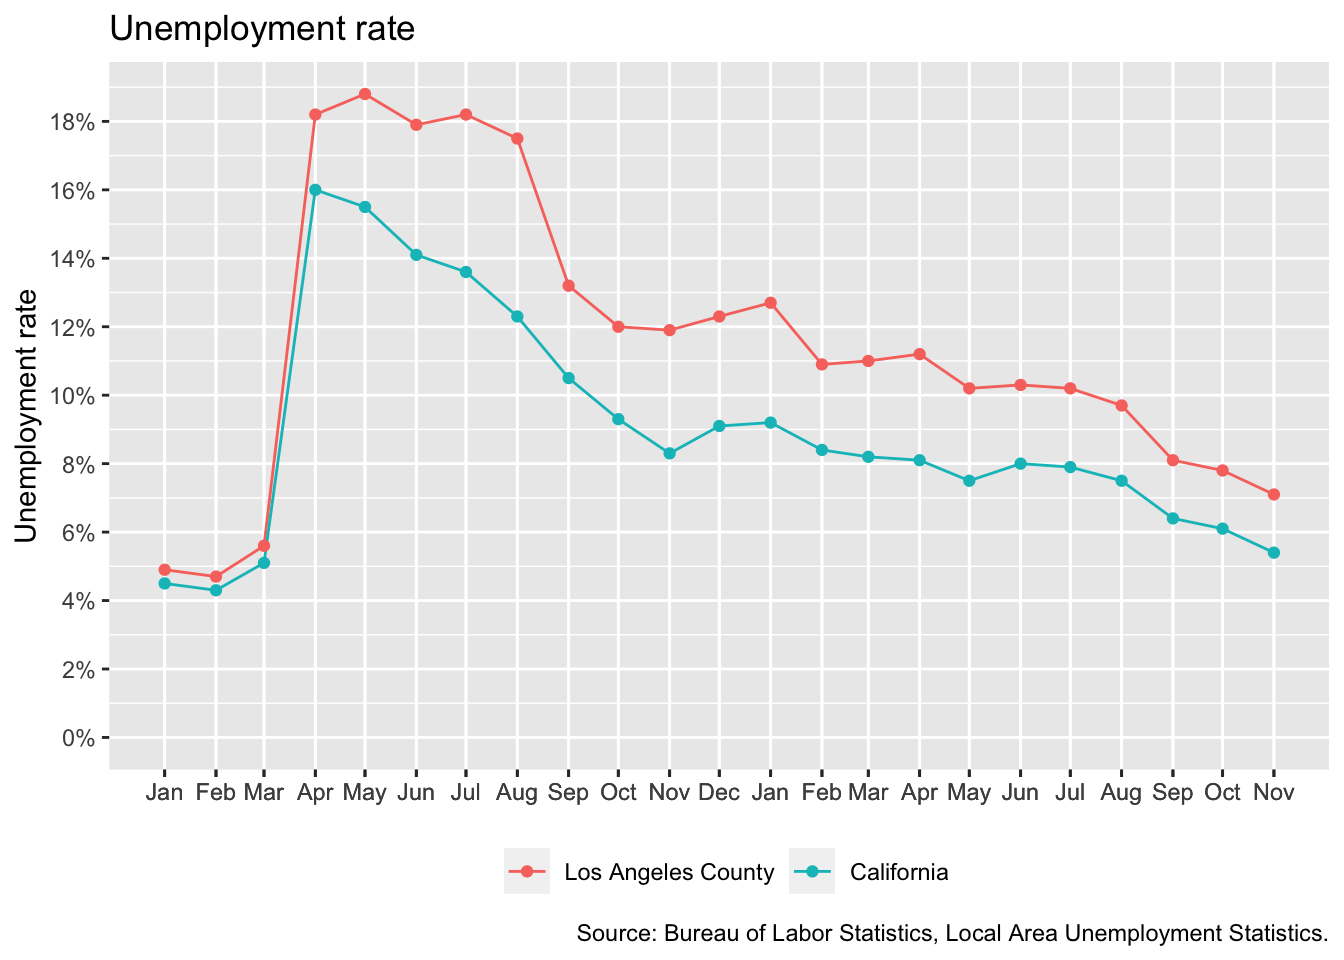 Unemployment rate
Unemployment rate
18%
16%
14%
12%
10%
8%
6%
4%
2%
0%
Jan Feb Mar Apr May Jun Jul Aug Sep Oct Nov Dec Jan Feb Mar Apr May Jun Jul Aug Sep Oct Nov
Los Angeles County California
Source: Bureau of Labor Statistics, Local Area Unemployment Statistics.